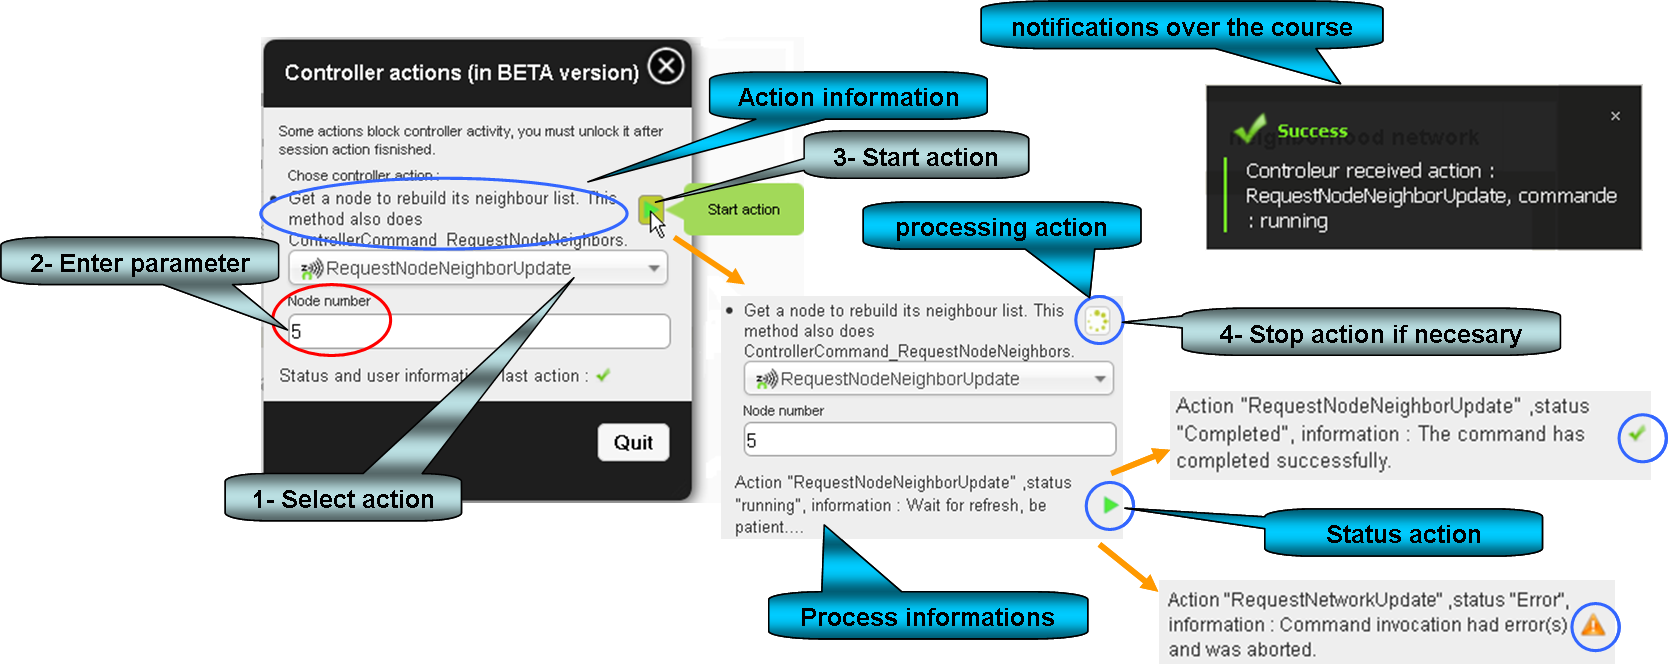 notifications over the course
Controller actions (in BETA version)
Action information
Some actions block controller activity, you must unlock it after
session action fisnished.
3- Start action
Chose controller action :
Get a node to rebuild its neighbour list. This
method also does
ControllerCommand_RequestNodeNeighbors.
Start action
2- Enter parameter
RequestNodeNeighborUpdate
Node number
5
Status and user informati last action :
Quit
1- Select action
Success
neighborhood network
Controleur received action :
RequestNodeNeighborUpdate, commande
: running
processing action
Get a node to rebuild its neighbour list. This
method also does
ControllerCommand_RequestNodeNeighbors.
4- Stop action if necesary
RequestNodeNeighborUpdate
Node number
5
Action "RequestNodeNeighborUpdate" ,status
"running", information : Wait for refresh, be
patient....
Process informations
Action "RequestNodeNeighborUpdate" ,status
"Completed", information : The command has
completed successfully.
Status action
Action "RequestNetworkUpdate" ,status "Error",
information : Command invocation had error(s)
and was aborted.